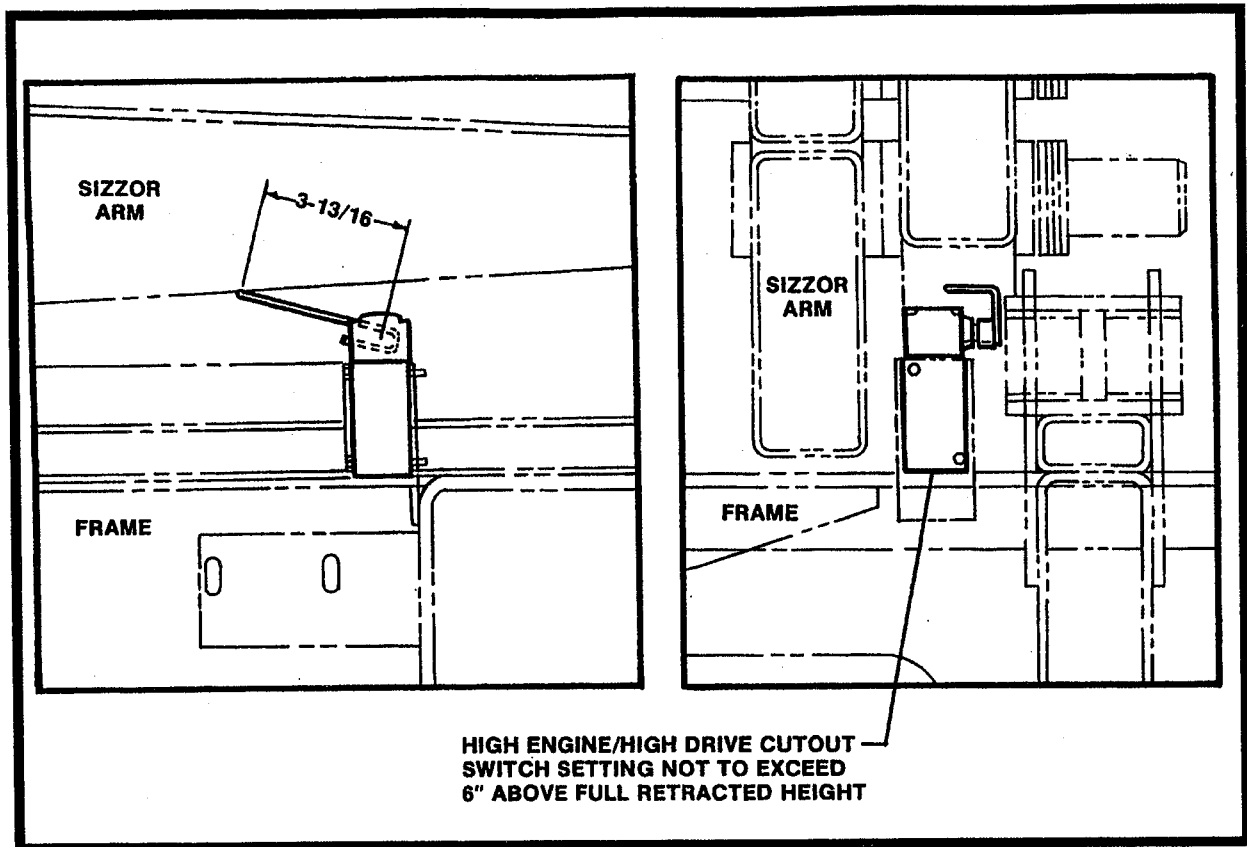 SIZZOR
ARM
3-13/16
FRAME
SIZZOR
ARM
FRAME
HIGH ENGINE/HIGH DRIVE CUTOUT
SWITCH SETTING NOT TO EXCEED
6" ABOVE FULL RETRACTED HEIGHT